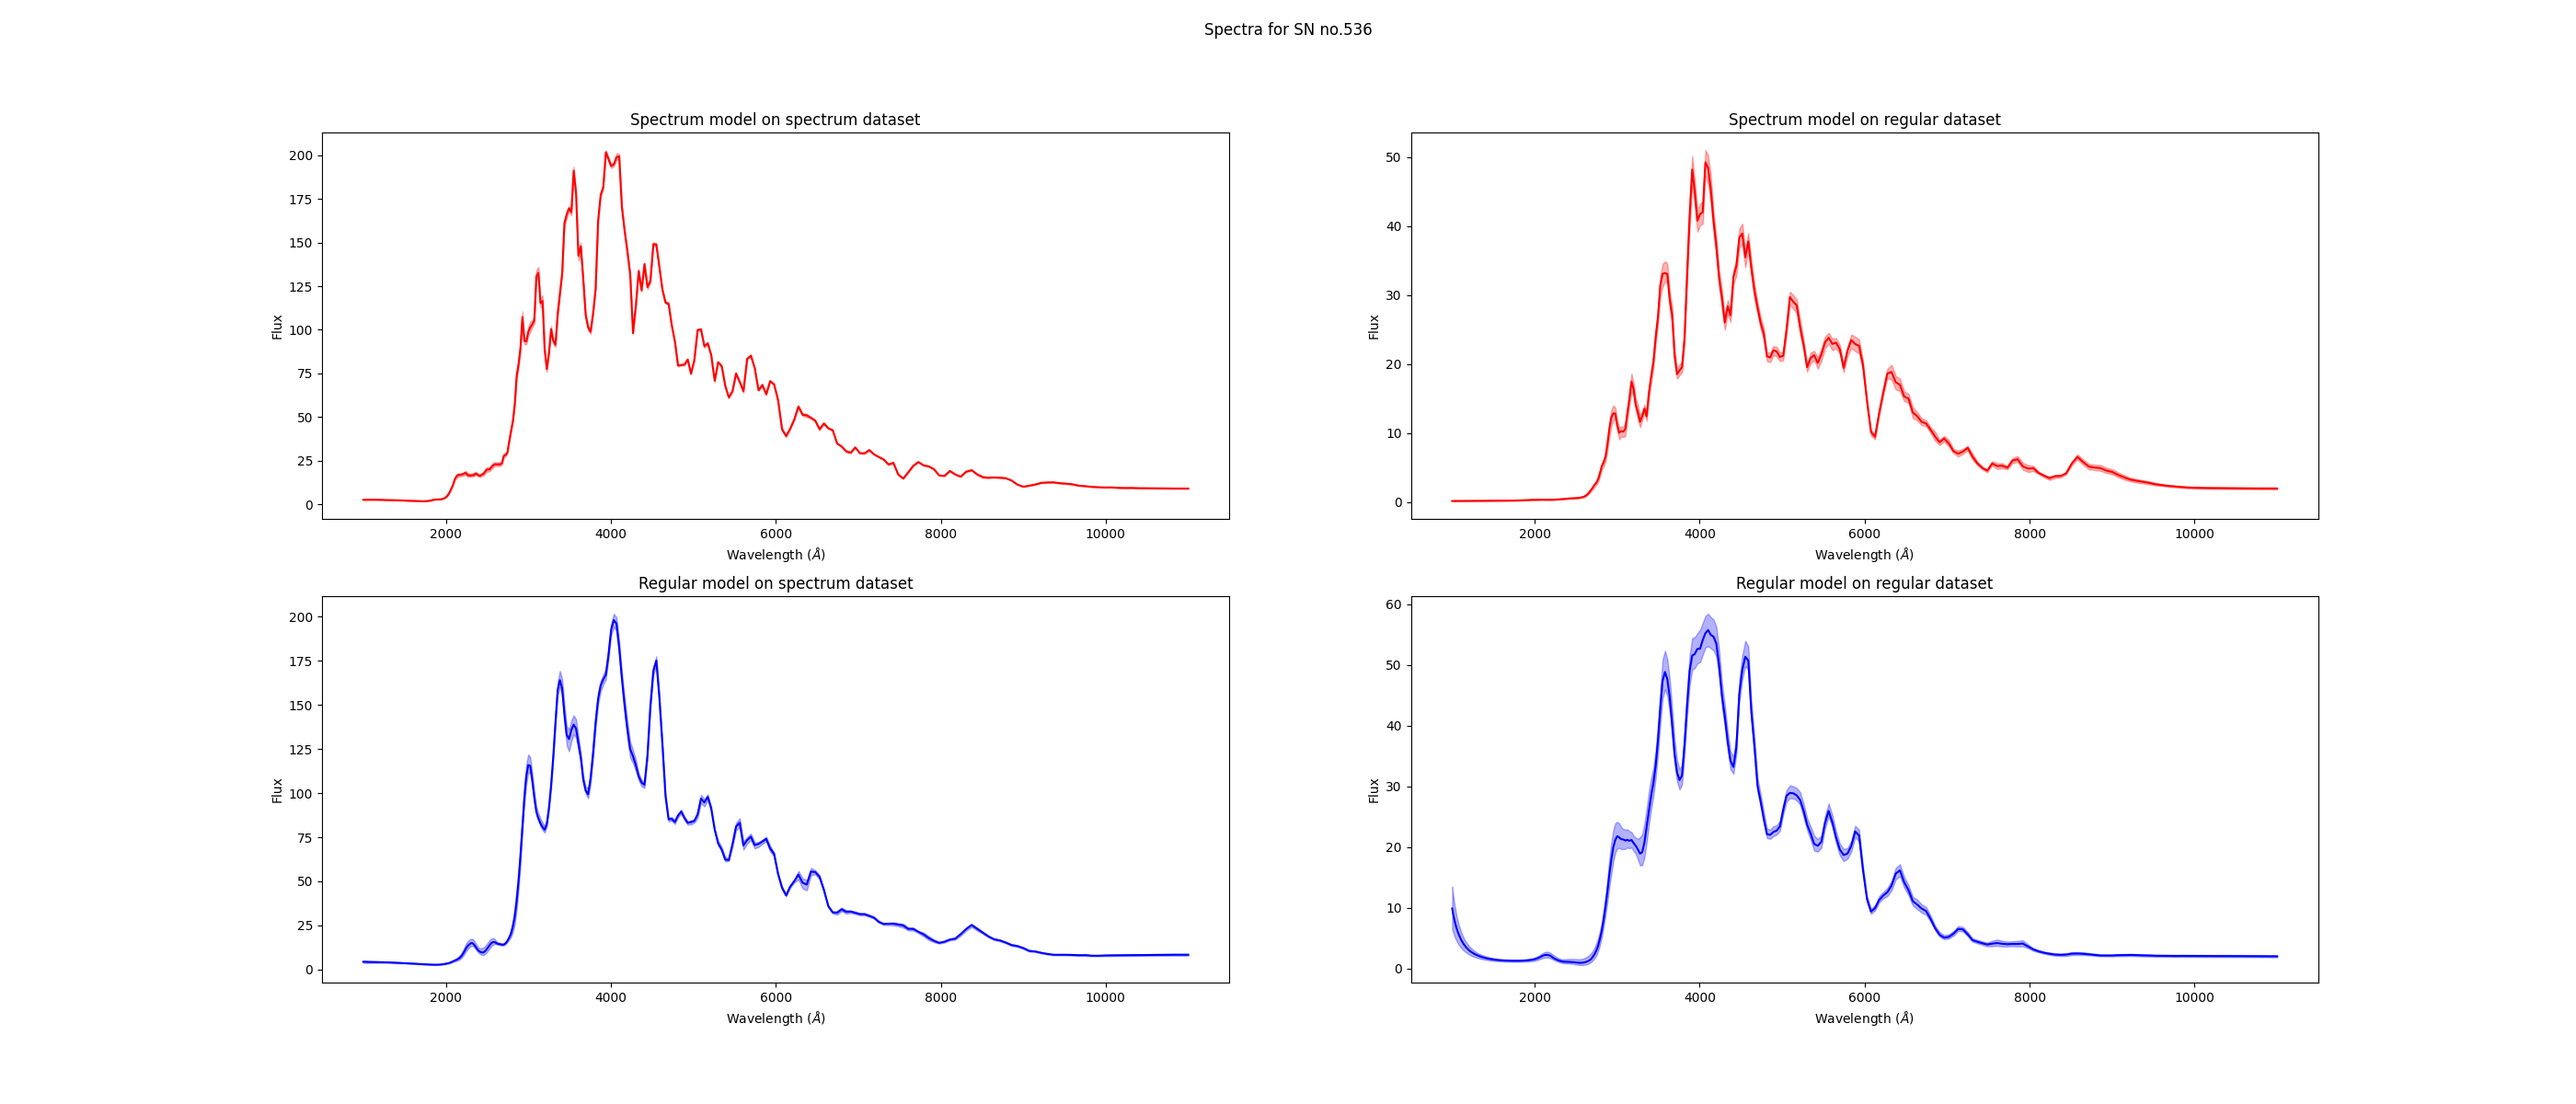 Spectra for SN no.536
Spectrum model on spectrum dataset
Flux
200
175
150
125
100
75
50
25
0
2000 4000 6000 8000 10000
Wavelength (Å)
Spectrum model on regular dataset
Flux
50
40
30
20
10
0
2000 4000 6000 8000 10000
Wavelength (Å)
Regular model on spectrum dataset
Flux
200
175
150
125
100
75
50
25
0
2000 4000 6000 8000 10000
Wavelength (Å)
Regular model on regular dataset
Flux
60
50
40
30
20
10
0
2000 4000 6000 8000 10000
Wavelength (Å)